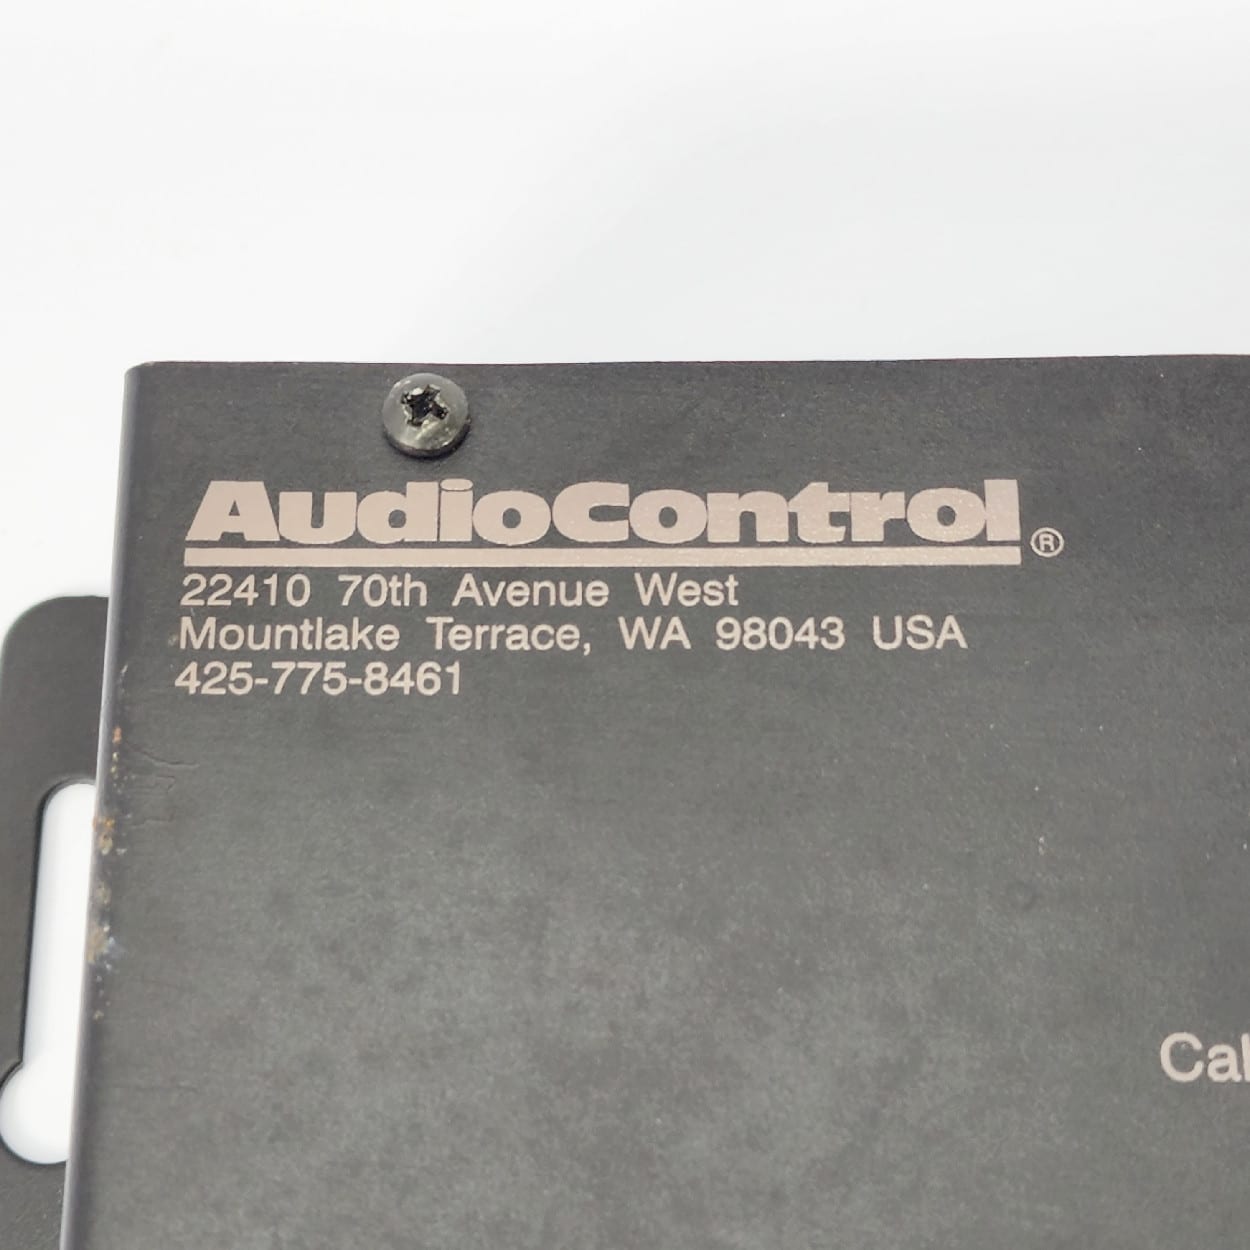 AudioControl®
22410 70th Avenue West
Mountlake Terrace, WA 98043 USA
425-775-8461